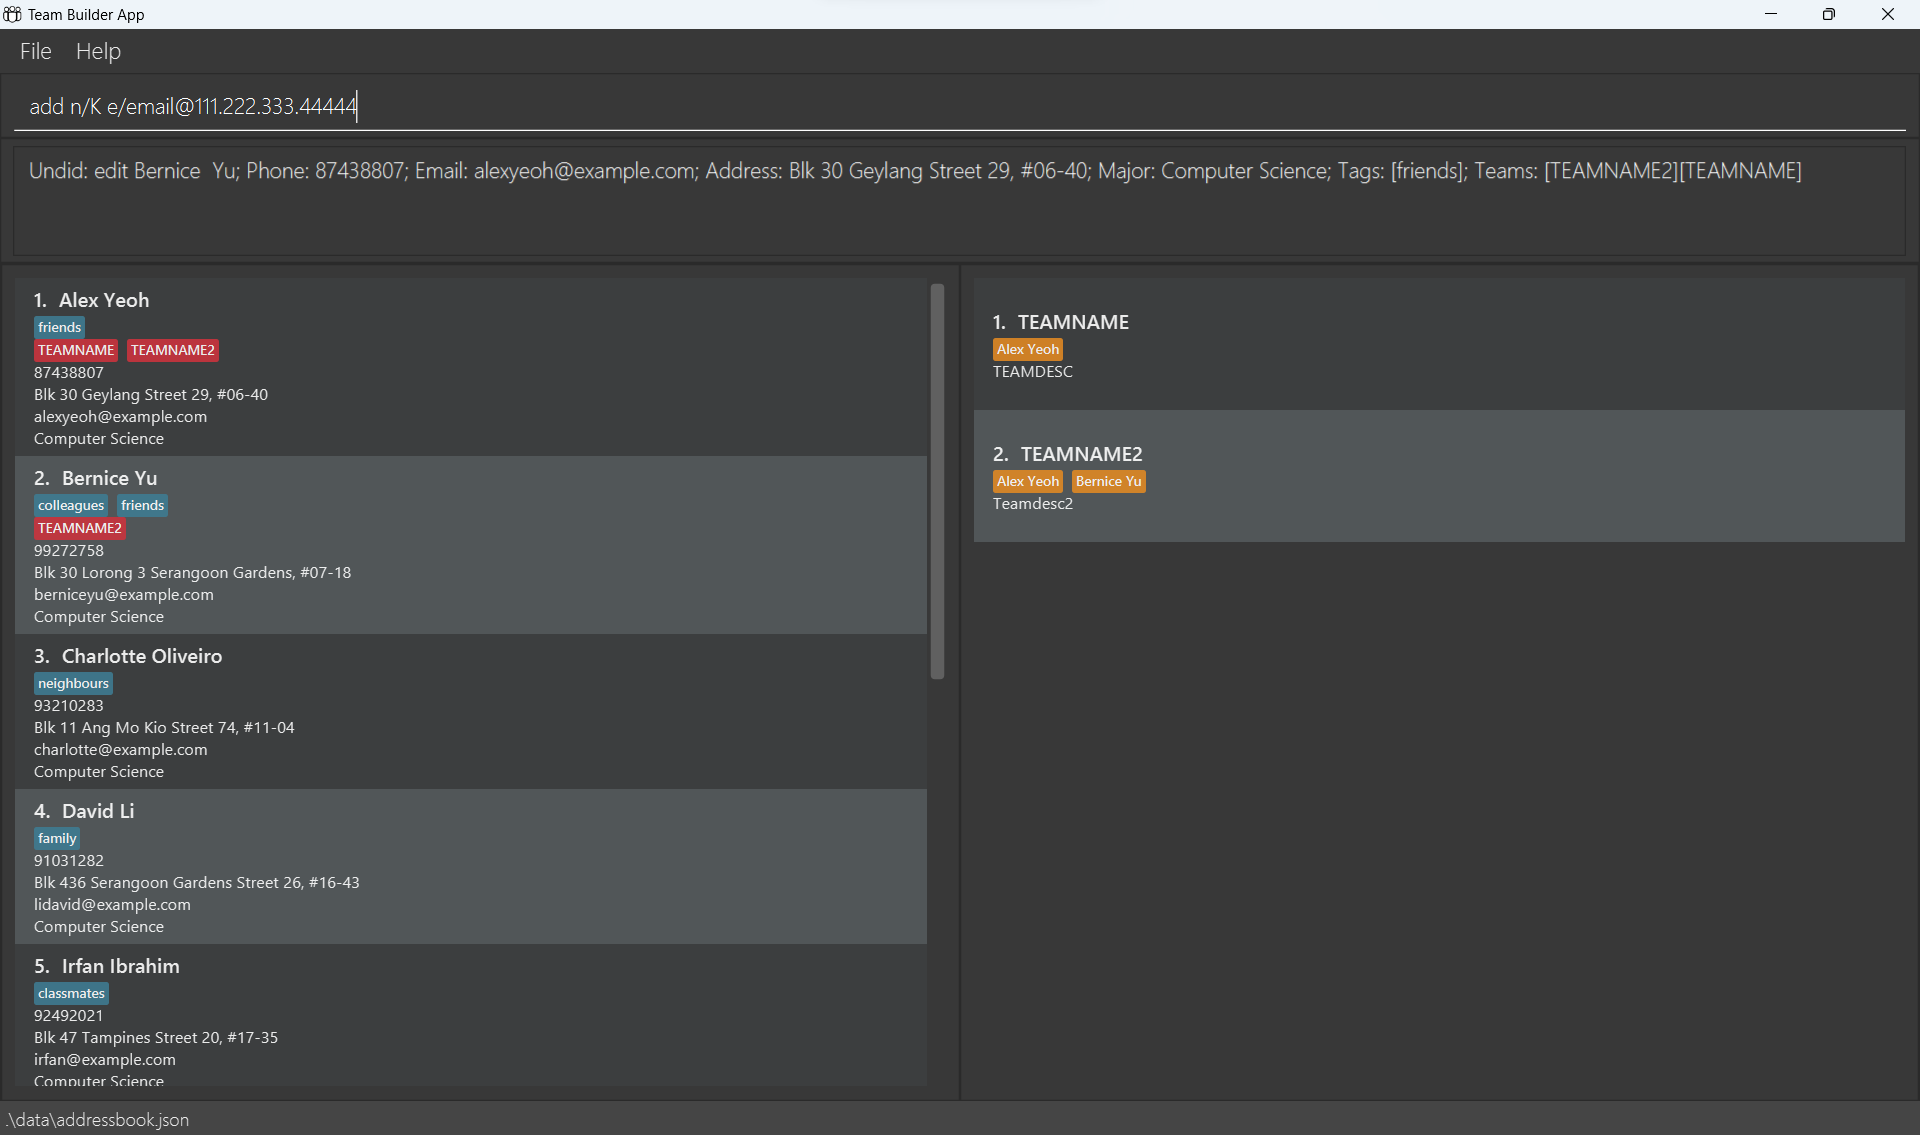 Team Builder App
File Help
add n/K e/email@111.222.333.44444
Undid: edit Bernice  Yu; Phone: 87438807; Email: alexyeoh@example.com; Address: Blk 30 Geylang Street 29, #06-40; Major: Computer Science; Tags: [friends]; Teams: [TEAMNAME2][TEAMNAME]
1. Alex Yeoh
friends
TEAMNAME TEAMNAME2
87438807
Blk 30 Geylang Street 29, #06-40
alexyeoh@example.com
Computer Science
2. Bernice Yu
colleagues friends
TEAMNAME2
99272758
Blk 30 Lorong 3 Serangoon Gardens, #07-18
berniceyu@example.com
Computer Science
3. Charlotte Oliveiro
neighbours
93210283
Blk 11 Ang Mo Kio Street 74, #11-04
charlotte@example.com
Computer Science
4. David Li
family
91031282
Blk 436 Serangoon Gardens Street 26, #16-43
lidavid@example.com
Computer Science
5. Irfan Ibrahim
classmates
92492021
Blk 47 Tampines Street 20, #17-35
irfan@example.com
Computer Science
1. TEAMNAME
Alex Yeoh
TEAMDESC
2. TEAMNAME2
Alex Yeoh Bernice Yu
Teamdesc2
.\data\addressbook.json